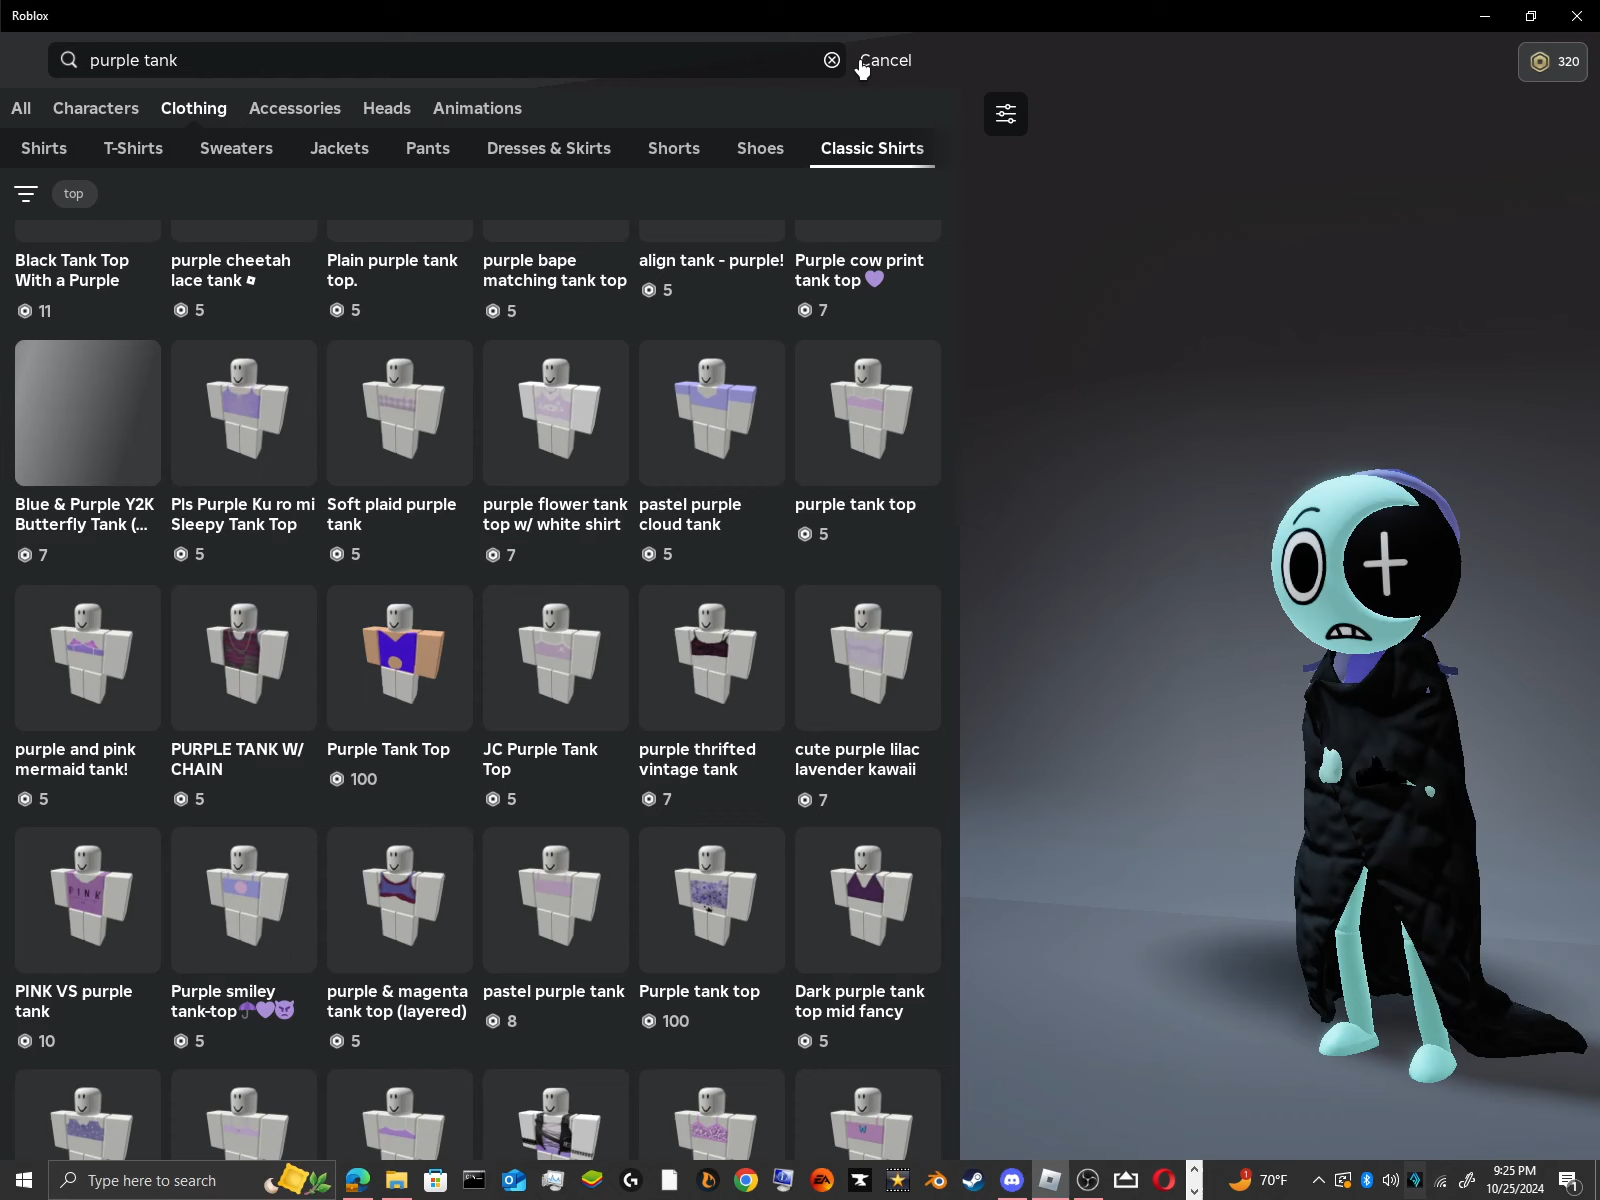 Roblox
purple tank
Cancel
320
All Characters Clothing Accessories Heads Animations
Shirts T-Shirts Sweaters Jackets Pants Dresses & Skirts Shorts Shoes Classic Shirts
top
Black Tank Top With a Purple
11
purple cheetah lace tank
5
Plain purple tank top.
5
purple bape matching tank top
5
align tank - purple!
5
Purple cow print tank top 💜
7
Blue & Purple Y2K Butterfly Tank (...
7
Pls Purple Ku ro mi Sleepy Tank Top
5
Soft plaid purple tank
5
purple flower tank top w/ white shirt
7
pastel purple cloud tank
5
purple tank top
5
purple and pink mermaid tank!
5
PURPLE TANK W/ CHAIN
5
Purple Tank Top
100
JC Purple Tank Top
5
purple thrifted vintage tank
7
cute purple lilac lavender kawaii
7
PINK
PINK VS purple tank
10
Purple smiley tank-top☂💜😈
5
purple & magenta tank top (layered)
5
pastel purple tank
8
Purple tank top
100
Dark purple tank top mid fancy
5
W
Type here to search
EA
70°F
9:25 PM
10/25/2024
1